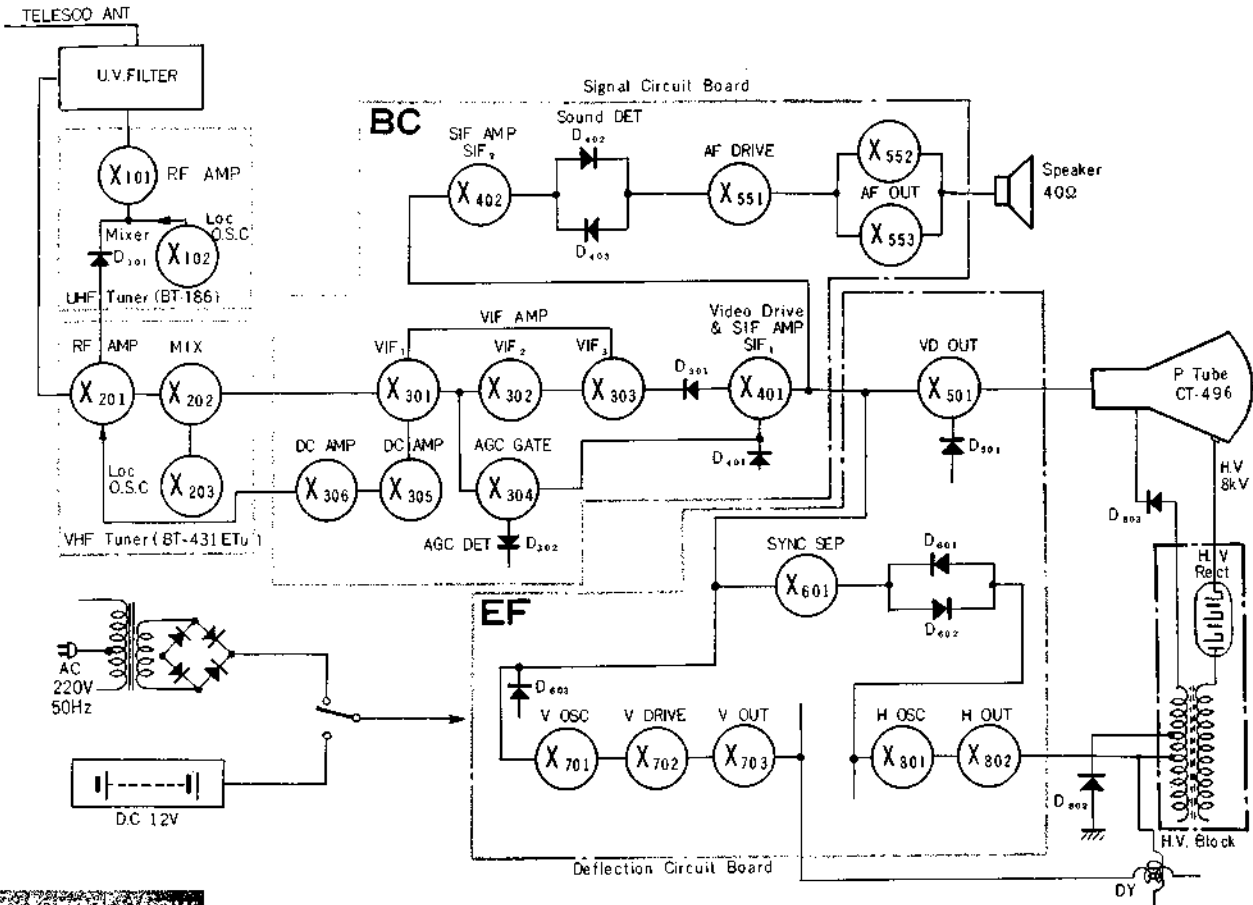 TELESCO ANT
U.V.FILTER
Signal Circuit Board
BC
SIF AMP
SIF₂
X402
Sound DET
D402
D403
AF DRIVE
X551
X552
AF OUT
X553
Speaker
40Ω
X101
RF AMP
Loc
O.S.C
Mixer
D301
X102
UHF Tuner (BT-186)
RF AMP
MIX
X201
X202
Loc
O.S.C
X203
VHF Tuner (BT-431ETu)
VIF AMP
VIF₁
VIF₂
VIF₃
X301
X302
X303
D301
Video Drive
& SIF AMP
SIF₁
X401
D401
DC AMP
DC AMP
AGC GATE
X306
X305
X304
AGC DET
D302
VD OUT
X501
D501
P Tube
CT-496
H.V
8kV
D803
H.V
Rect
SYNC SEP
X601
D601
D602
EF
D603
V OSC
V DRIVE
V OUT
X701
X702
X703
H OSC
H OUT
X801
X802
D802
H.V. Block
DY
Deflection Circuit Board
AC
220V
50Hz
D.C 12V